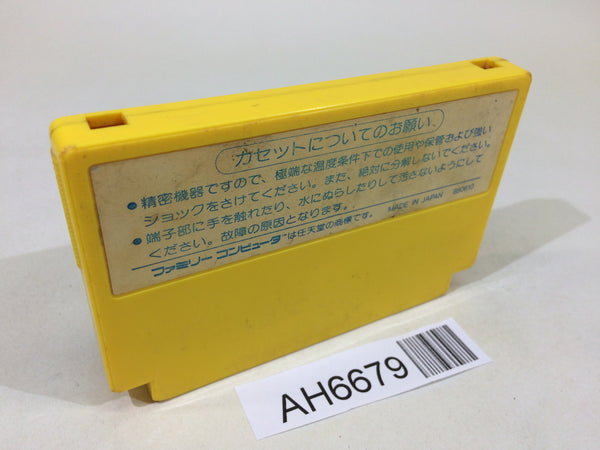 カセットについてのお願い
●精密機器ですので、極端な温度条件下での使用や保管および強い
ショックをさけてください。また、絶対に分解しないでください。
●端子部に手を触れたり、水にぬらしたりして汚さないようにして
ください。故障の原因となります。
ファミリーコンピュータ™は任天堂の商標です。
MADE IN JAPAN
AH6679